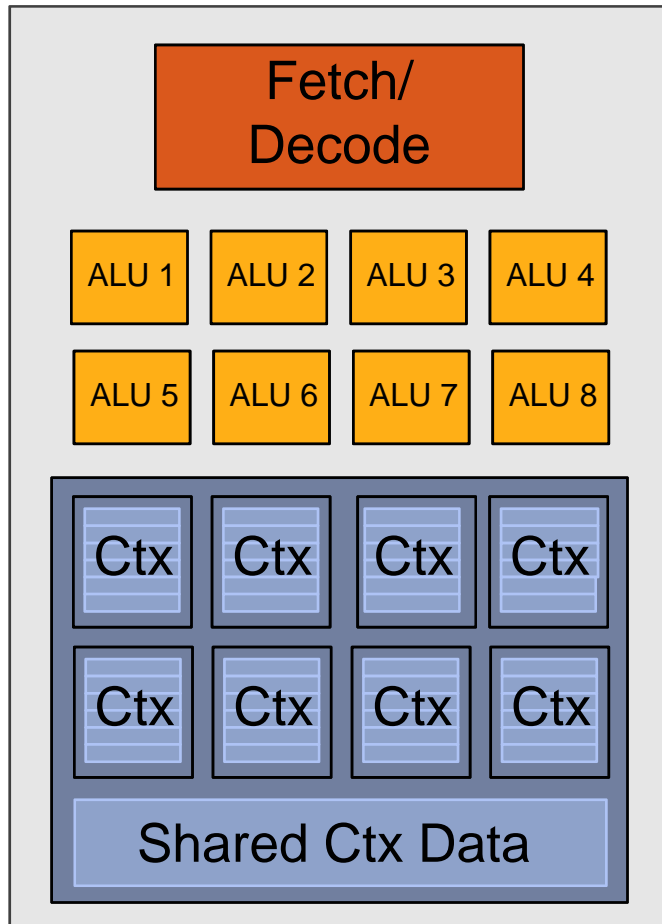 Fetch/
Decode
ALU 1 ALU 2 ALU 3 ALU 4
ALU 5 ALU 6 ALU 7 ALU 8
Ctx Ctx Ctx Ctx
Ctx Ctx Ctx Ctx
Shared Ctx Data